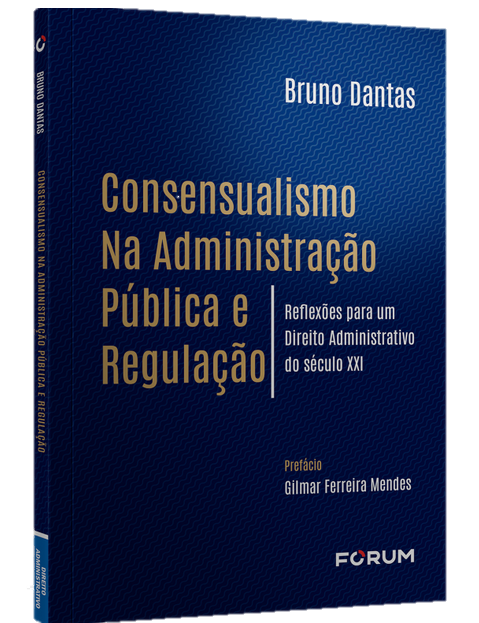 Bruno Dantas
Consensualismo
Na Administração
Pública e
Regulação
Reflexões para um
Direito Administrativo
do século XXI
Prefácio
Gilmar Ferreira Mendes
FÓRUM
BRUNO DANTAS
CONSENSUALISMO NA ADMINISTRAÇÃO PÚBLICA E REGULAÇÃO
DIREITO
ADMINISTRATIVO